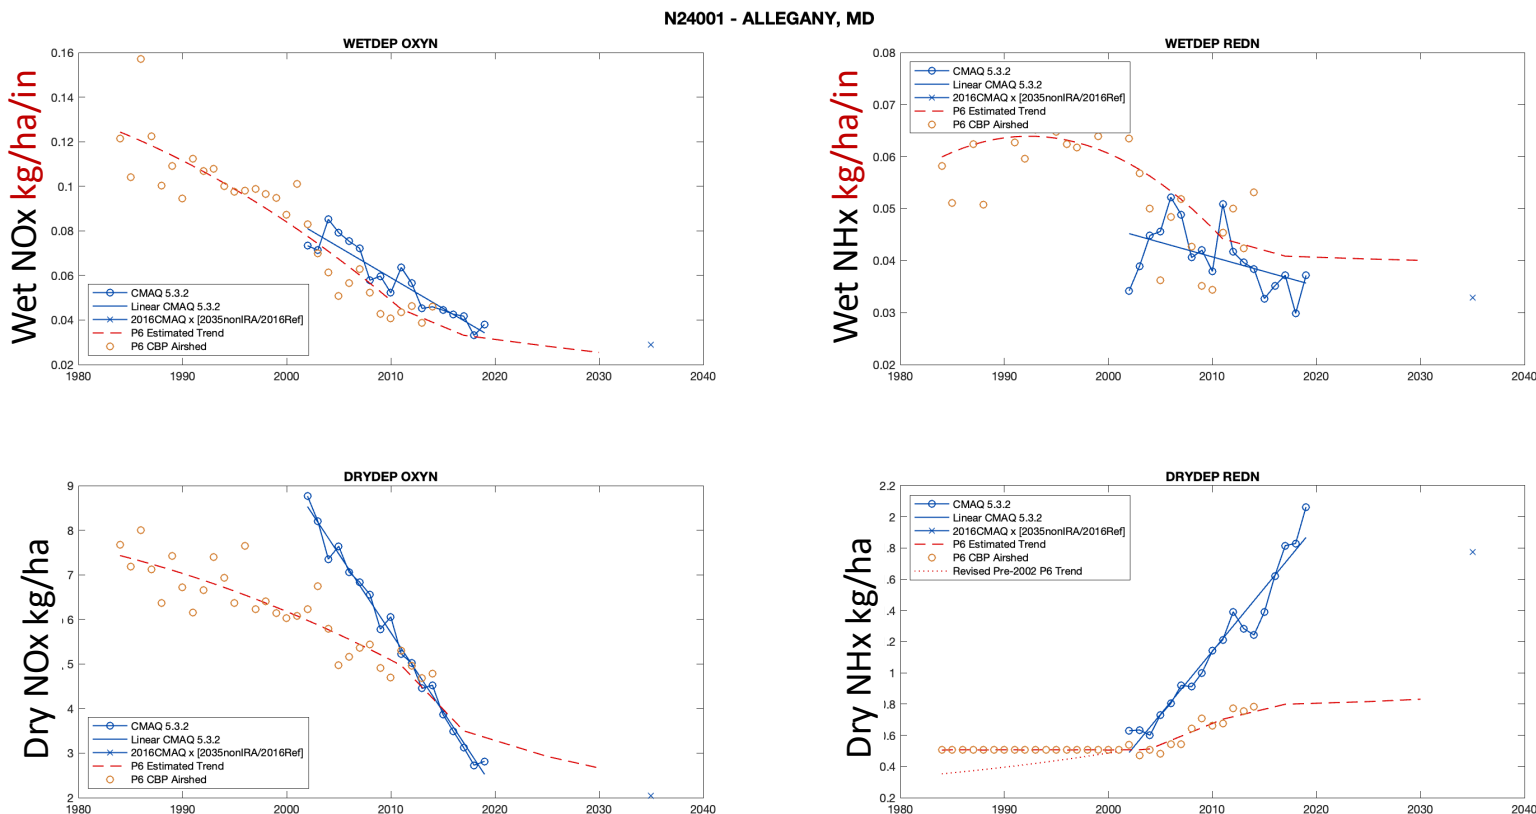 N24001 - ALLEGANY, MD
WETDEP OXYN
Wet NOx kg/ha/in
0.16
0.14
0.12
0.1
0.08
0.06
0.04
0.02
CMAQ 5.3.2
Linear CMAQ 5.3.2
2016CMAQ x [2035nonIRA/2016Ref]
P6 Estimated Trend
P6 CBP Airshed
1980 1990 2000 2010 2020 2030 2040
WETDEP REDN
Wet NHx kg/ha/in
0.08
0.07
0.06
0.05
0.04
0.03
0.02
CMAQ 5.3.2
Linear CMAQ 5.3.2
2016CMAQ x [2035nonIRA/2016Ref]
P6 Estimated Trend
P6 CBP Airshed
1980 1990 2000 2010 2020 2030 2040
DRYDEP OXYN
Dry NOx kg/ha
9
8
7
6
5
4
3
2
CMAQ 5.3.2
Linear CMAQ 5.3.2
2016CMAQ x [2035nonIRA/2016Ref]
P6 Estimated Trend
P6 CBP Airshed
1980 1990 2000 2010 2020 2030 2040
DRYDEP REDN
Dry NHx kg/ha
2.2
2
.8
.6
.4
.2
1
.8
.6
0.4
0.2
CMAQ 5.3.2
Linear CMAQ 5.3.2
2016CMAQ x [2035nonIRA/2016Ref]
P6 Estimated Trend
P6 CBP Airshed
Revised Pre-2002 P6 Trend
1980 1990 2000 2010 2020 2030 2040